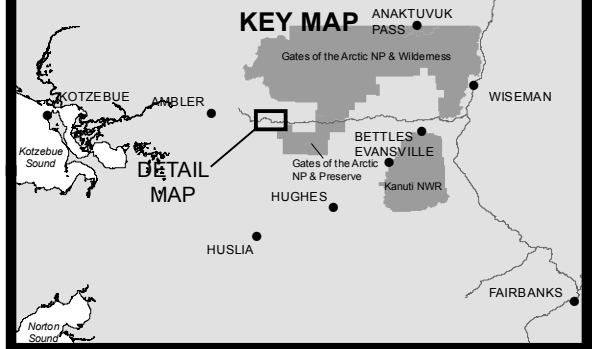 KEY MAP
ANAKTUVUK
PASS
Gates of the Arctic NP & Wilderness
KOTZEBUE
AMBLER
WISEMAN
Kotzebue
Sound
BETTLES
EVANSVILLE
DETAIL
MAP
Gates of the Arctic
NP & Preserve
Kanuti NWR
HUGHES
HUSLIA
FAIRBANKS
Norton
Sound